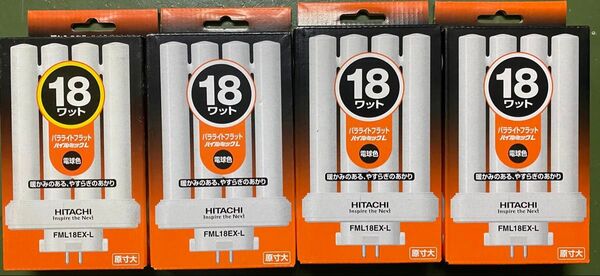 18
ワット
パラライトフラット
ハイルミックL
電球色
暖かみのある、やすらぎのあかり
HITACHI
Inspire the Next
FML18EX-L
原寸大
18
ワット
パラライトフラット
ハイルミックL
電球色
暖かみのある、やすらぎのあかり
HITACHI
Inspire the Next
FML18EX-L
原寸大
18
ワット
パラライトフラット
ハイルミックL
電球色
暖かみのある、やすらぎのあかり
HITACHI
Inspire the Next
FML18EX-L
原寸大
18
ワット
パラライトフラット
ハイルミックL
電球色
暖かみのある、やすらぎのあかり
HITACHI
Inspire the Next
FML18EX-L
原寸大